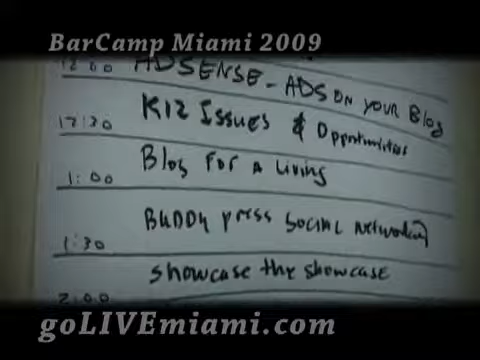 BarCamp Miami 2009
12:00 ADSENSE - ADS ON YOUR Blog
12:30 K12 Issues & Opportunities
1:00 Blog For A Living
1:30 BUDDY press SOCIAL Networking
2:00 showcase the showcase
goLIVEmiami.com